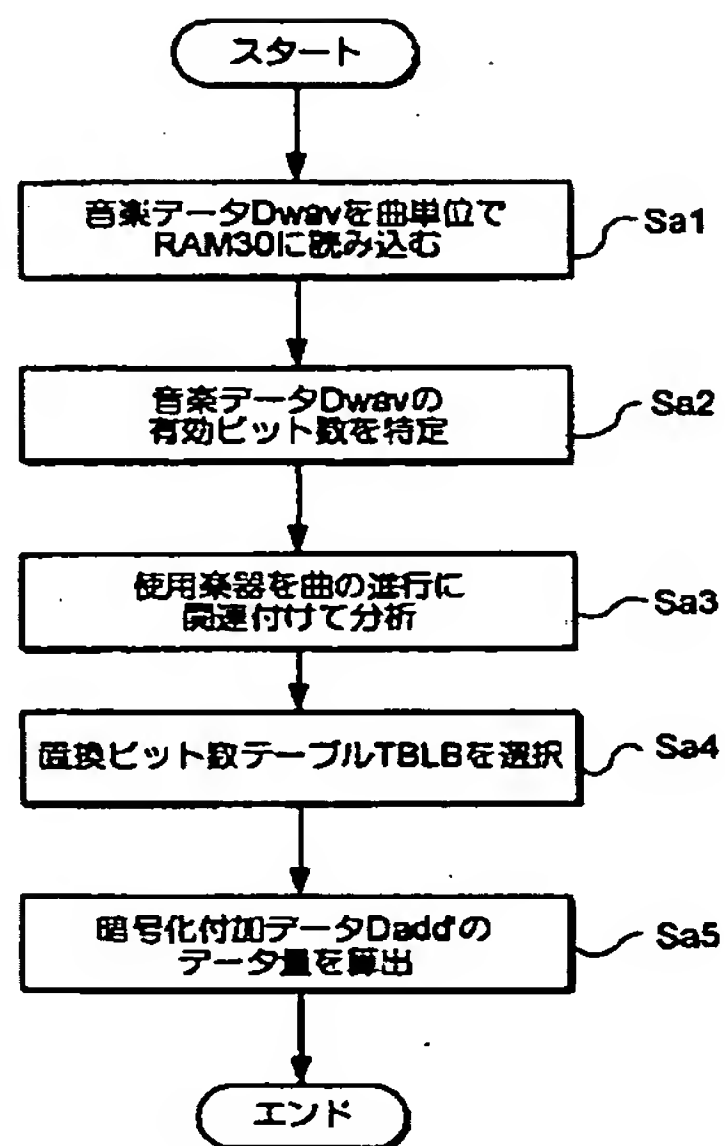 スタート
音楽データDwavを曲単位で
RAM30に読み込む
Sa1
音楽データDwavの
有効ビット数を特定
Sa2
使用楽器を曲の進行に
関連付けて分析
Sa3
置換ビット数テーブルTBLBを選択
Sa4
暗号化付加データDadd'の
データ量を算出
Sa5
エンド